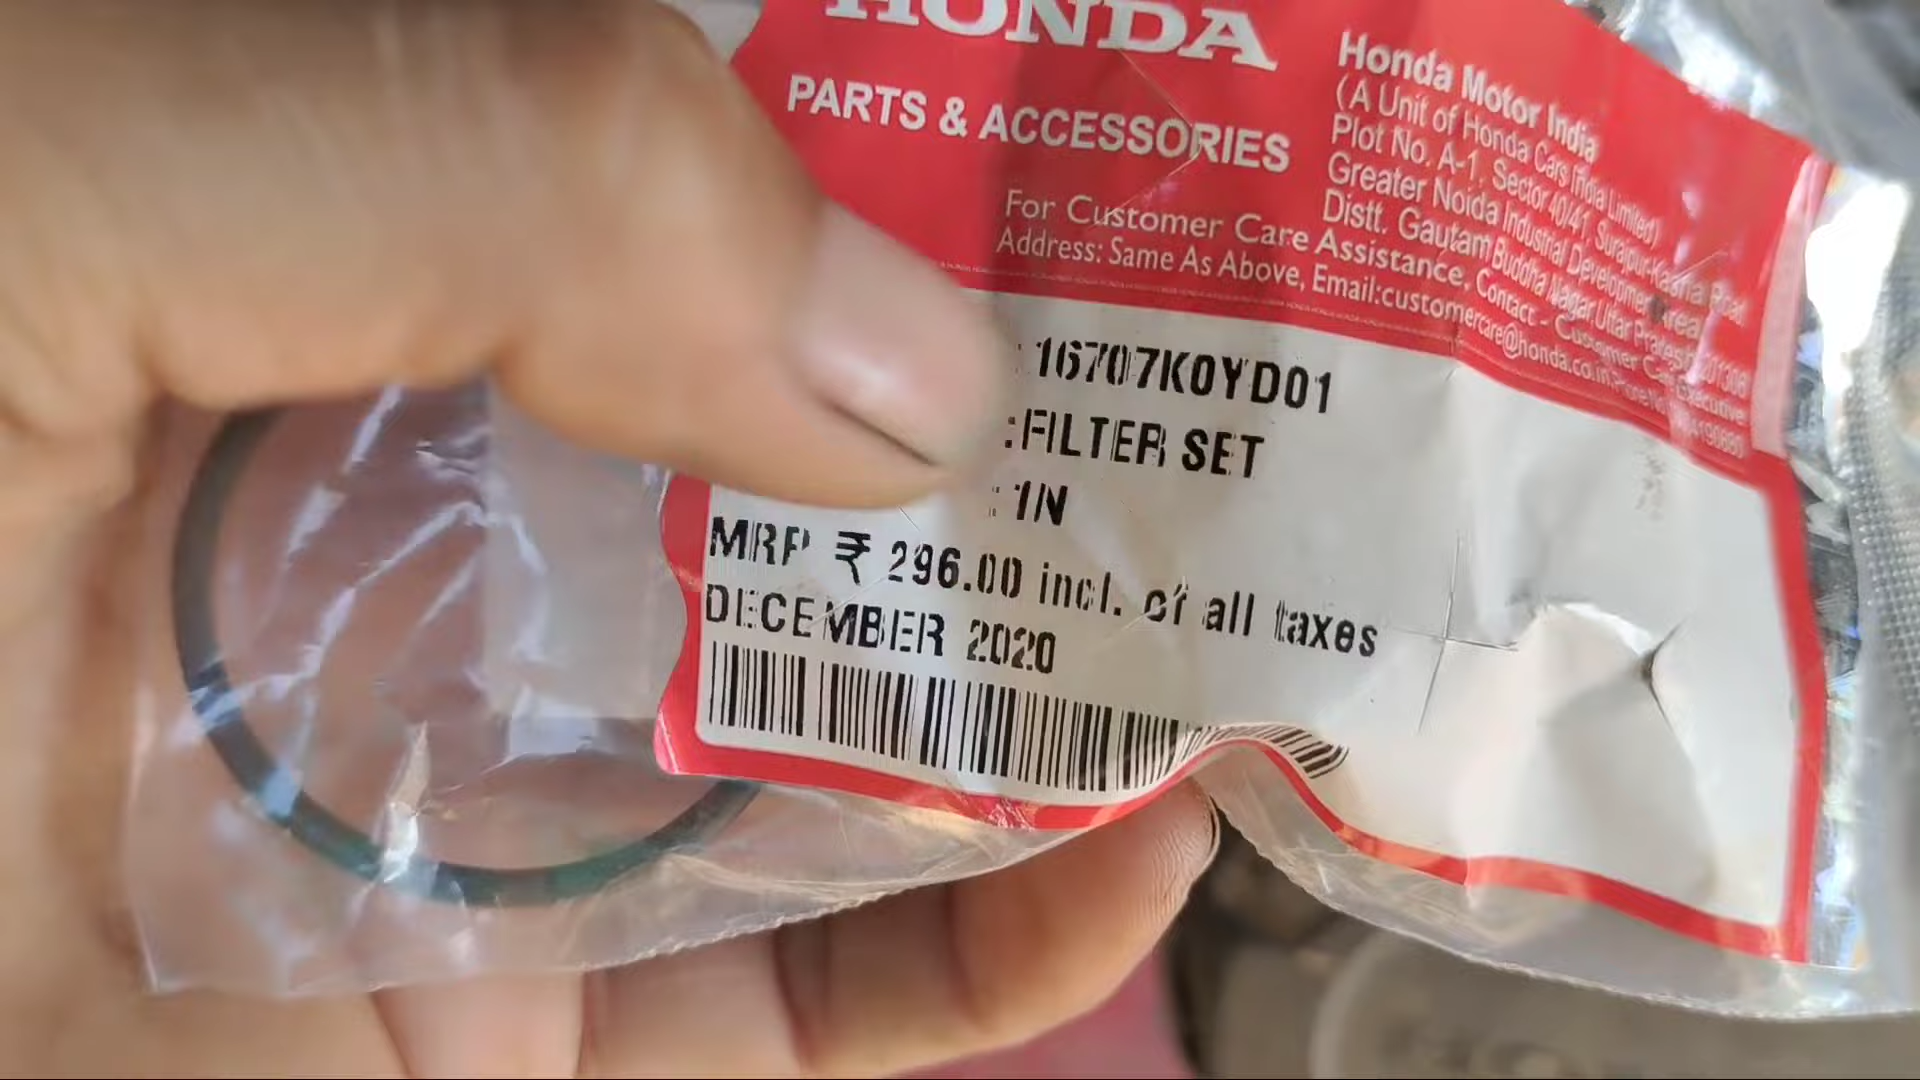 HONDA
PARTS & ACCESSORIES
Honda Motor India
(A Unit of Honda Cars India Limited)
Plot No. A-1, Sector 40/41, Surajpur-Kasna Road
Greater Noida Industrial Development Area
Distt. Gautam Buddha Nagar, Uttar Pradesh
For Customer Care Assistance, Contact - Customer Care Executive
Address: Same As Above, Email:customercare@honda.co.in
: 16707K0YD01
:FILTER SET
: 1N
MRP ₹ 296.00 incl. of all taxes
DECEMBER 2020